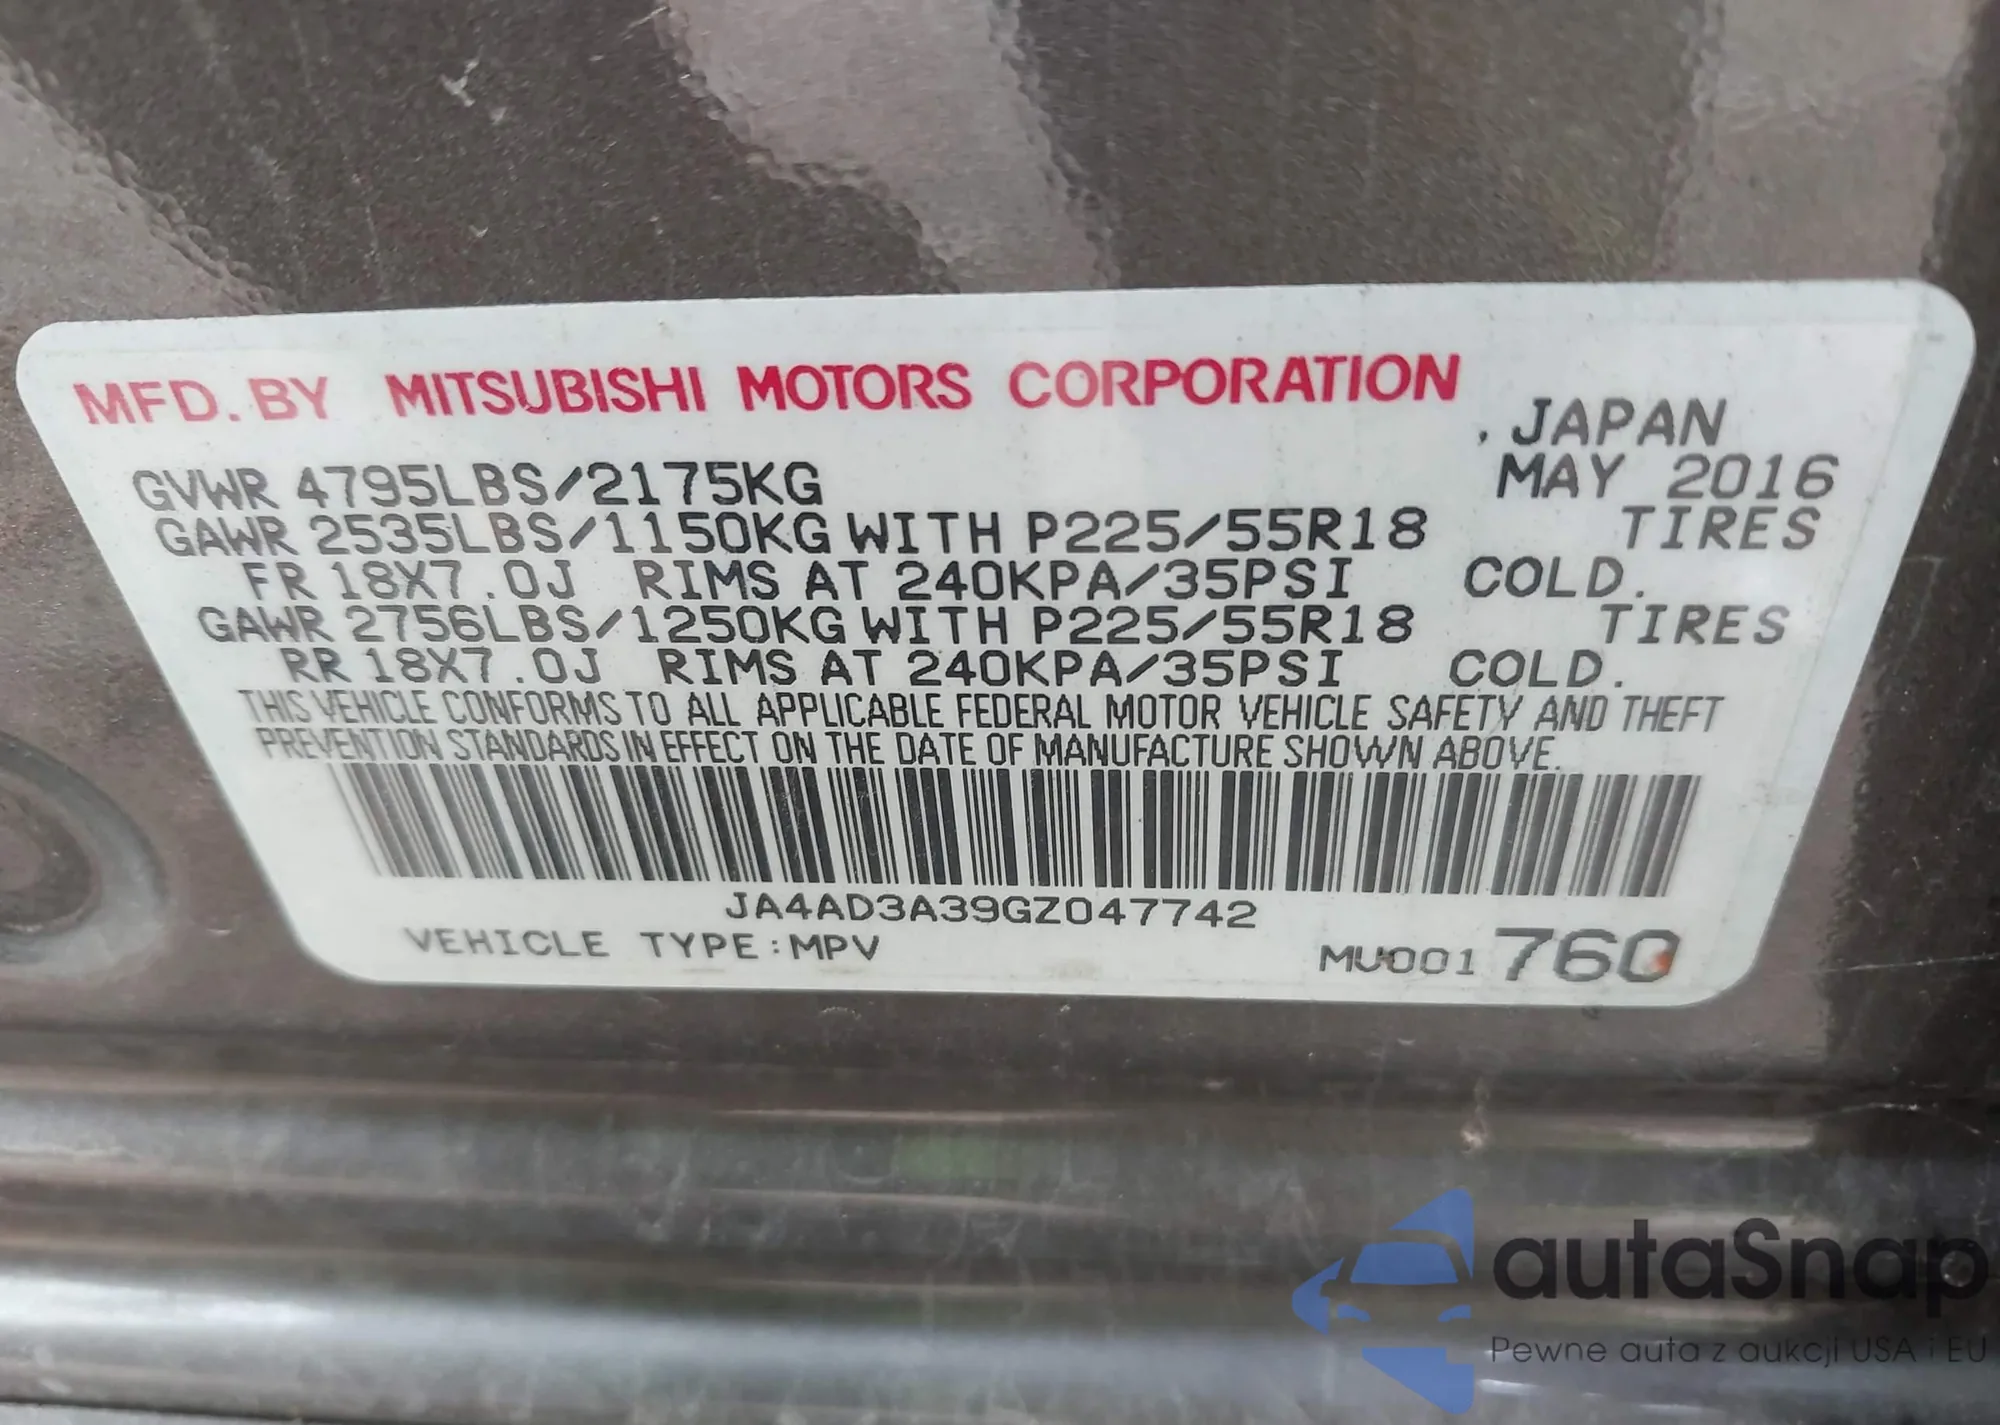 MFD. BY MITSUBISHI MOTORS CORPORATION
, JAPAN
GVWR 4795LBS/2175KG MAY 2016
GAWR 2535LBS/1150KG WITH P225/55R18 TIRES
FR 18X7.0J RIMS AT 240KPA/35PSI COLD.
GAWR 2756LBS/1250KG WITH P225/55R18 TIRES
RR 18X7.0J RIMS AT 240KPA/35PSI COLD.
THIS VEHICLE CONFORMS TO ALL APPLICABLE FEDERAL MOTOR VEHICLE SAFETY AND THEFT
PREVENTION STANDARDS IN EFFECT ON THE DATE OF MANUFACTURE SHOWN ABOVE.
JA4AD3A39GZ047742
VEHICLE TYPE:MPV MU001 760
autaSnap
Pewne auta z aukcji USA i EU